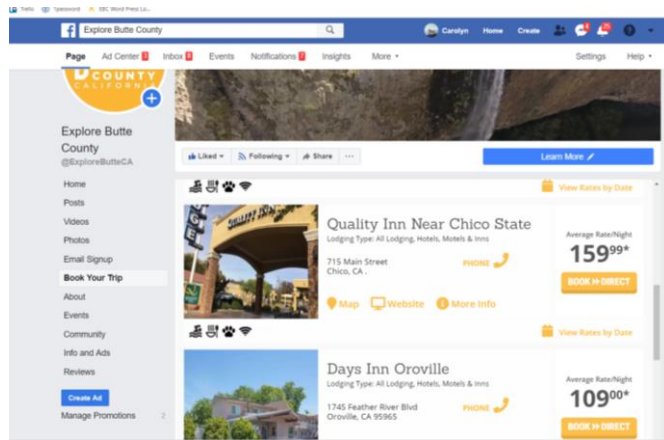 Trello
1password
SBC Word Press Lo...
Explore Butte County
Carolyn
Home
Create
Page
Ad Center
Inbox
Events
Notifications
Insights
More
Settings
Help
COUNTY
CALIFORNIA
Explore Butte
County
@ExploreButteCA
Liked
Following
Share
Learn More
Home
Posts
Videos
Photos
Email Signup
Book Your Trip
About
Events
Community
Info and Ads
Reviews
Create Ad
Manage Promotions 2
View Rates by Date
QUALITY INN
Quality Inn Near Chico State
Lodging Type: All Lodging, Hotels, Motels & Inns
715 Main Street
Chico, CA .
PHONE
Map
Website
More Info
Average Rate/Night
159⁹⁹*
BOOK DIRECT
View Rates by Date
Days Inn Oroville
Lodging Type: All Lodging, Hotels, Motels & Inns
1745 Feather River Blvd
Oroville, CA 95965
PHONE
Average Rate/Night
109⁰⁰*
BOOK DIRECT